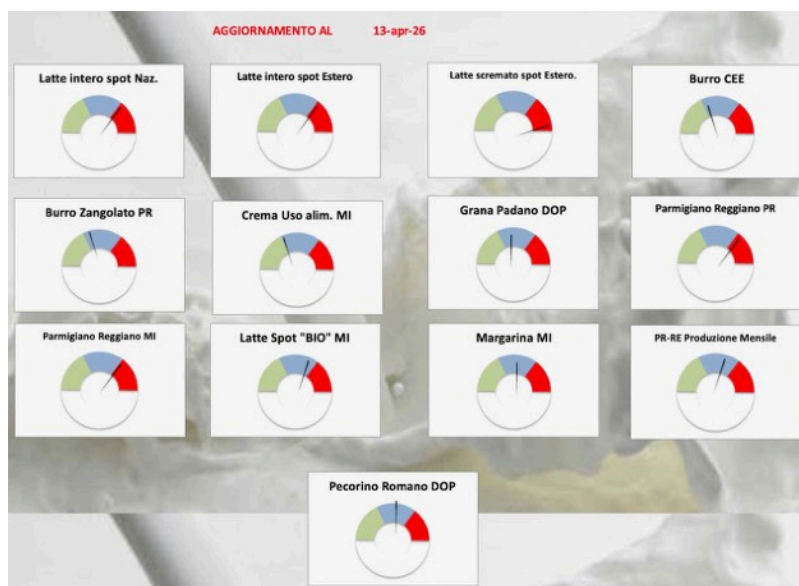 AGGIORNAMENTO AL 13-apr-26
Latte intero spot Naz.
Latte intero spot Estero
Latte scremato spot Estero.
Burro CEE
Burro Zangolato PR
Crema Uso alim. MI
Grana Padano DOP
Parmigiano Reggiano PR
Parmigiano Reggiano MI
Latte Spot "BIO" MI
Margarina MI
PR-RE Produzione Mensile
Pecorino Romano DOP